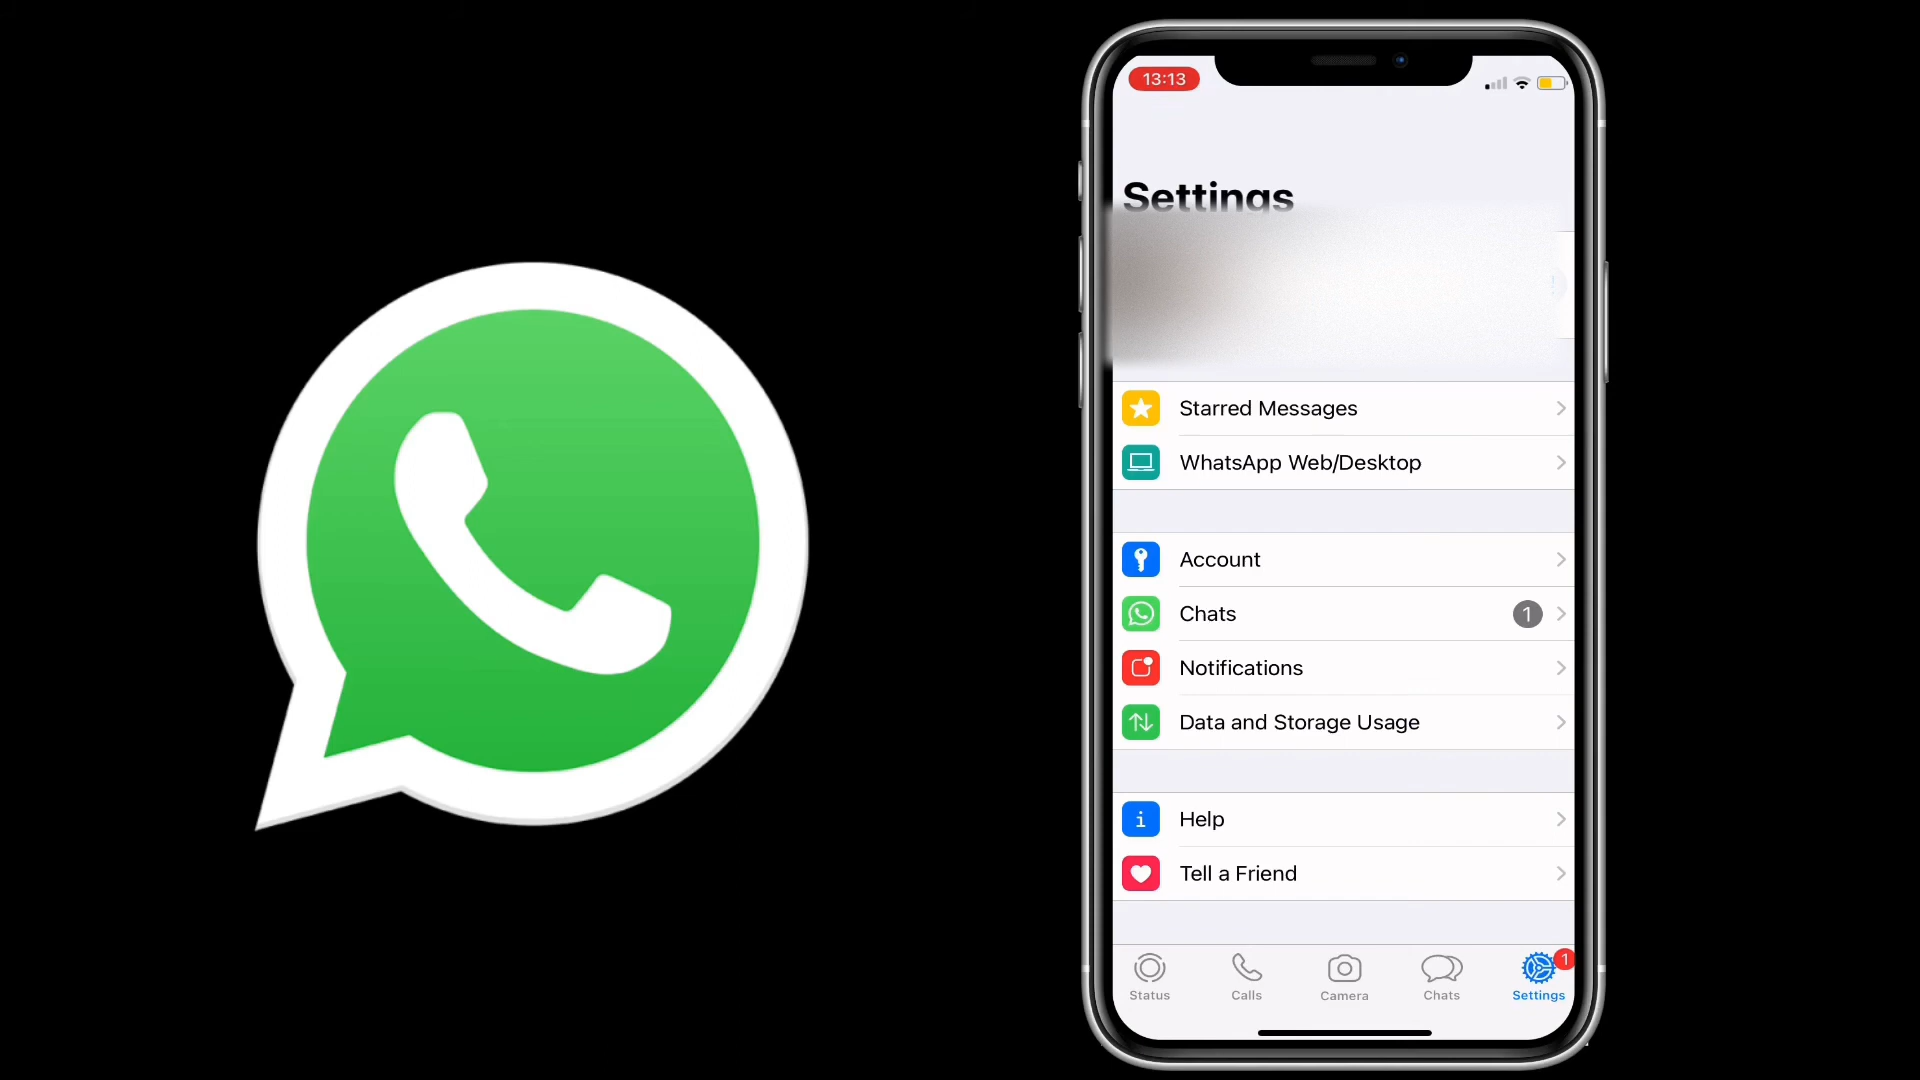 13:13
Settings
Starred Messages
WhatsApp Web/Desktop
Account
Chats 1
Notifications
Data and Storage Usage
Help
Tell a Friend
1
Status Calls Camera Chats Settings